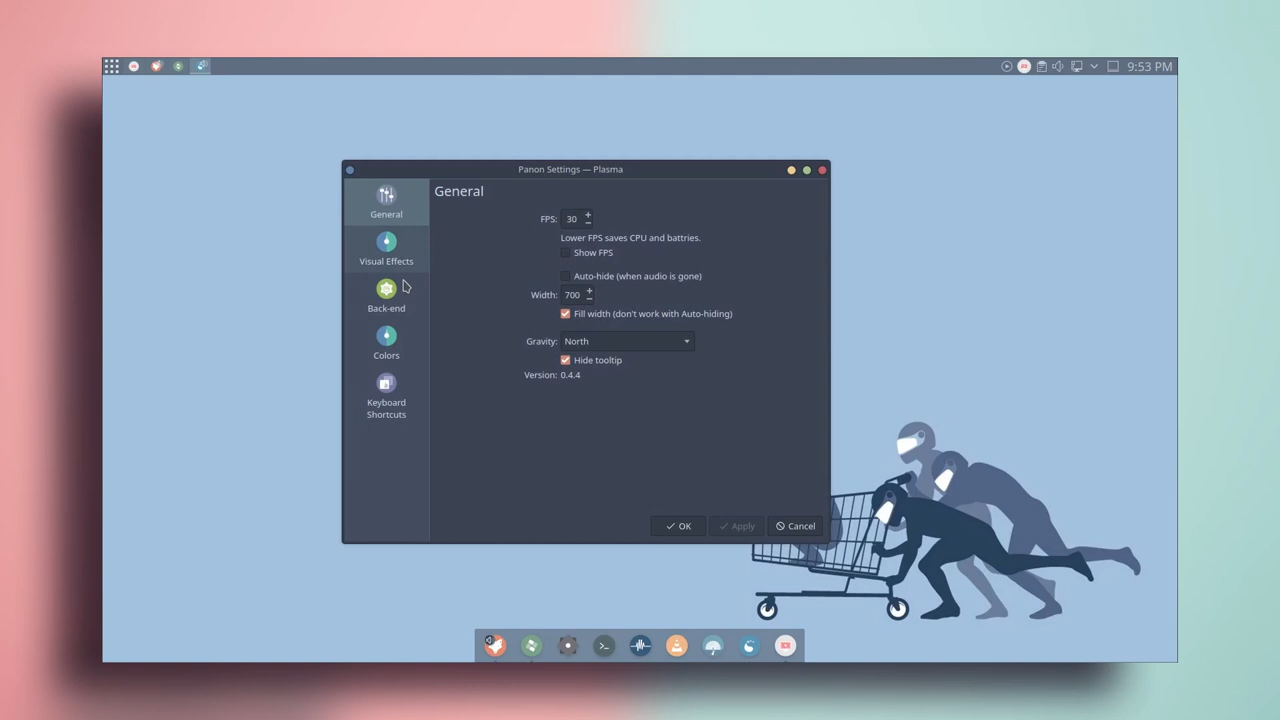 9:53 PM
Panon Settings — Plasma
General
Visual Effects
Back-end
Colors
Keyboard
Shortcuts
General
FPS: 30
Lower FPS saves CPU and battries.
Show FPS
Auto-hide (when audio is gone)
Width: 700
Fill width (don't work with Auto-hiding)
Gravity: North
Hide tooltip
Version: 0.4.4
OK
Apply
Cancel